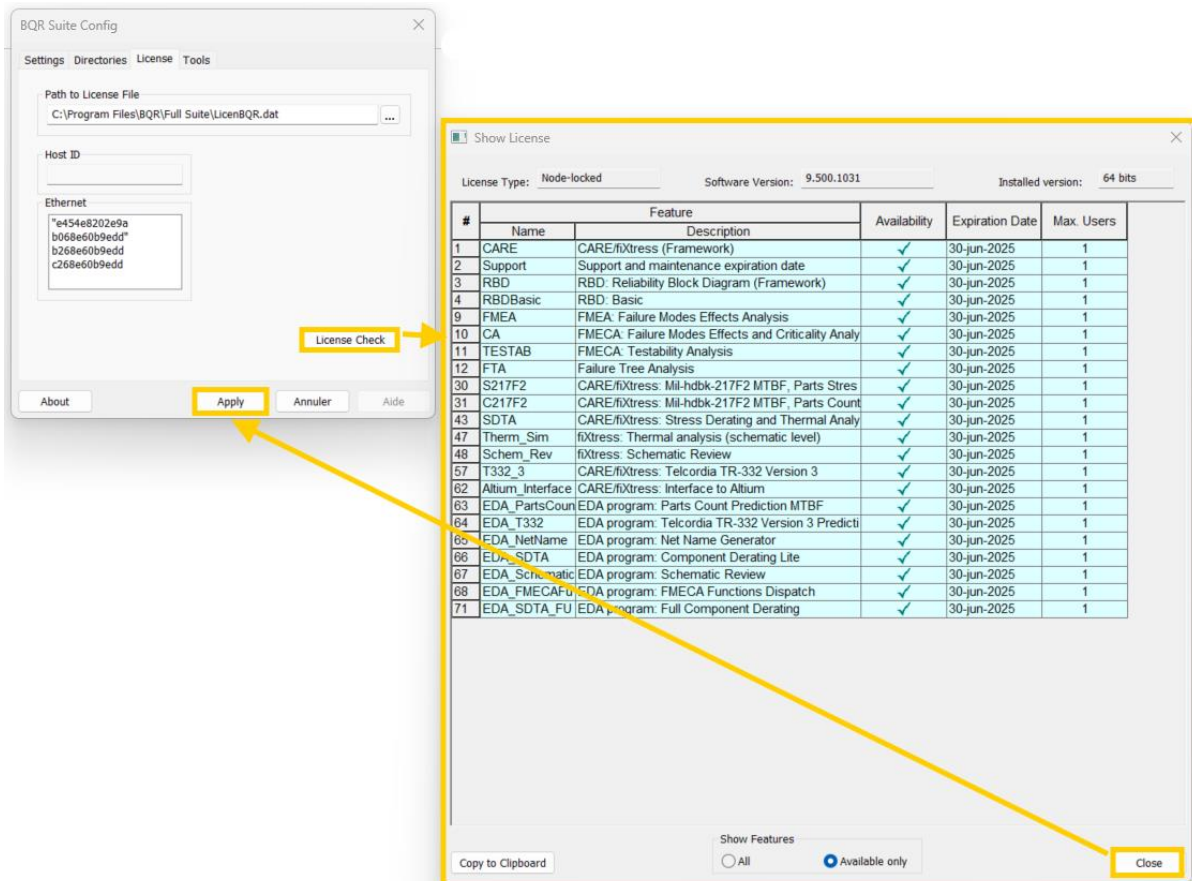 BQR Suite Config
Settings Directories License Tools
Path to License File
C:\Program Files\BQR\Full Suite\LicenBQR.dat
...
Host ID
Ethernet
"e454e8202e9a
b068e60b9edd"
b268e60b9edd
c268e60b9edd
License Check
About Apply Annuler Aide
Show License
License Type: Node-locked Software Version: 9.500.1031 Installed version: 64 bits
# Feature Availability Expiration Date Max. Users
Name Description
1 CARE CARE/fiXtress (Framework) 30-jun-2025 1
2 Support Support and maintenance expiration date 30-jun-2025 1
3 RBD RBD: Reliability Block Diagram (Framework) 30-jun-2025 1
4 RBDBasic RBD: Basic 30-jun-2025 1
9 FMEA FMEA: Failure Modes Effects Analysis 30-jun-2025 1
10 CA FMECA: Failure Modes Effects and Criticality Analy 30-jun-2025 1
11 TESTAB FMECA: Testability Analysis 30-jun-2025 1
12 FTA Failure Tree Analysis 30-jun-2025 1
30 S217F2 CARE/fiXtress: Mil-hdbk-217F2 MTBF, Parts Stres 30-jun-2025 1
31 C217F2 CARE/fiXtress: Mil-hdbk-217F2 MTBF, Parts Count 30-jun-2025 1
43 SDTA CARE/fiXtress: Stress Derating and Thermal Analy 30-jun-2025 1
47 Therm_Sim fiXtress: Thermal analysis (schematic level) 30-jun-2025 1
48 Schem_Rev fiXtress: Schematic Review 30-jun-2025 1
57 T332_3 CARE/fiXtress: Telcordia TR-332 Version 3 30-jun-2025 1
62 Altium_Interface CARE/fiXtress: Interface to Altium 30-jun-2025 1
63 EDA_PartsCoun EDA program: Parts Count Prediction MTBF 30-jun-2025 1
64 EDA_T332 EDA program: Telcordia TR-332 Version 3 Predicti 30-jun-2025 1
65 EDA_NetName EDA program: Net Name Generator 30-jun-2025 1
66 EDA_SDTA EDA program: Component Derating Lite 30-jun-2025 1
67 EDA_Schematic EDA program: Schematic Review 30-jun-2025 1
68 EDA_FMECAFu EDA program: FMECA Functions Dispatch 30-jun-2025 1
71 EDA_SDTA_FU EDA program: Full Component Derating 30-jun-2025 1
Show Features
Copy to Clipboard All Available only Close